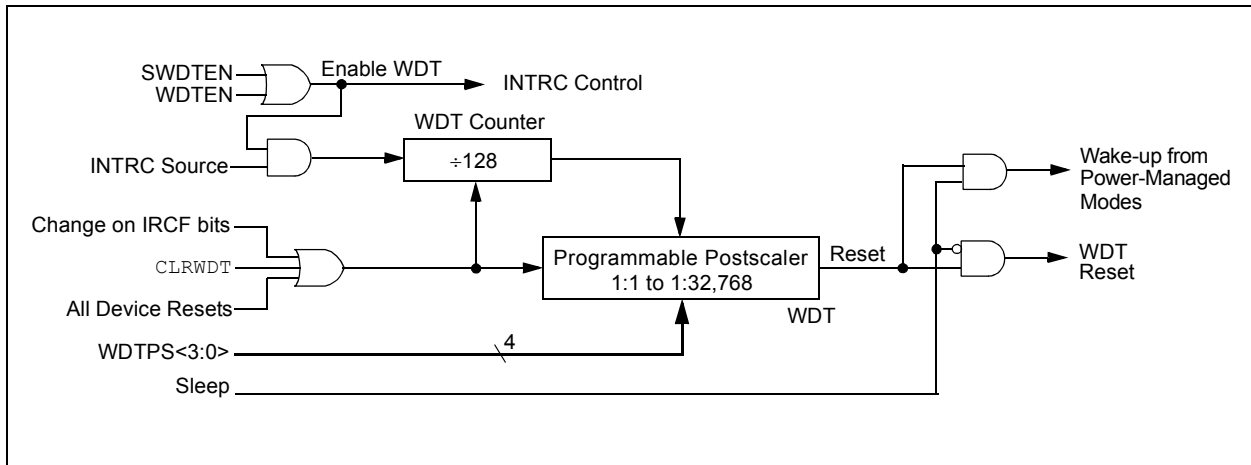 SWDTEN
WDTEN
Enable WDT
INTRC Control
WDT Counter
÷128
INTRC Source
Wake-up from
Power-Managed
Modes
Change on IRCF bits
CLRWDT
All Device Resets
Programmable Postscaler
1:1 to 1:32,768
Reset
WDT
Reset
WDT
WDTPS<3:0>
4
Sleep